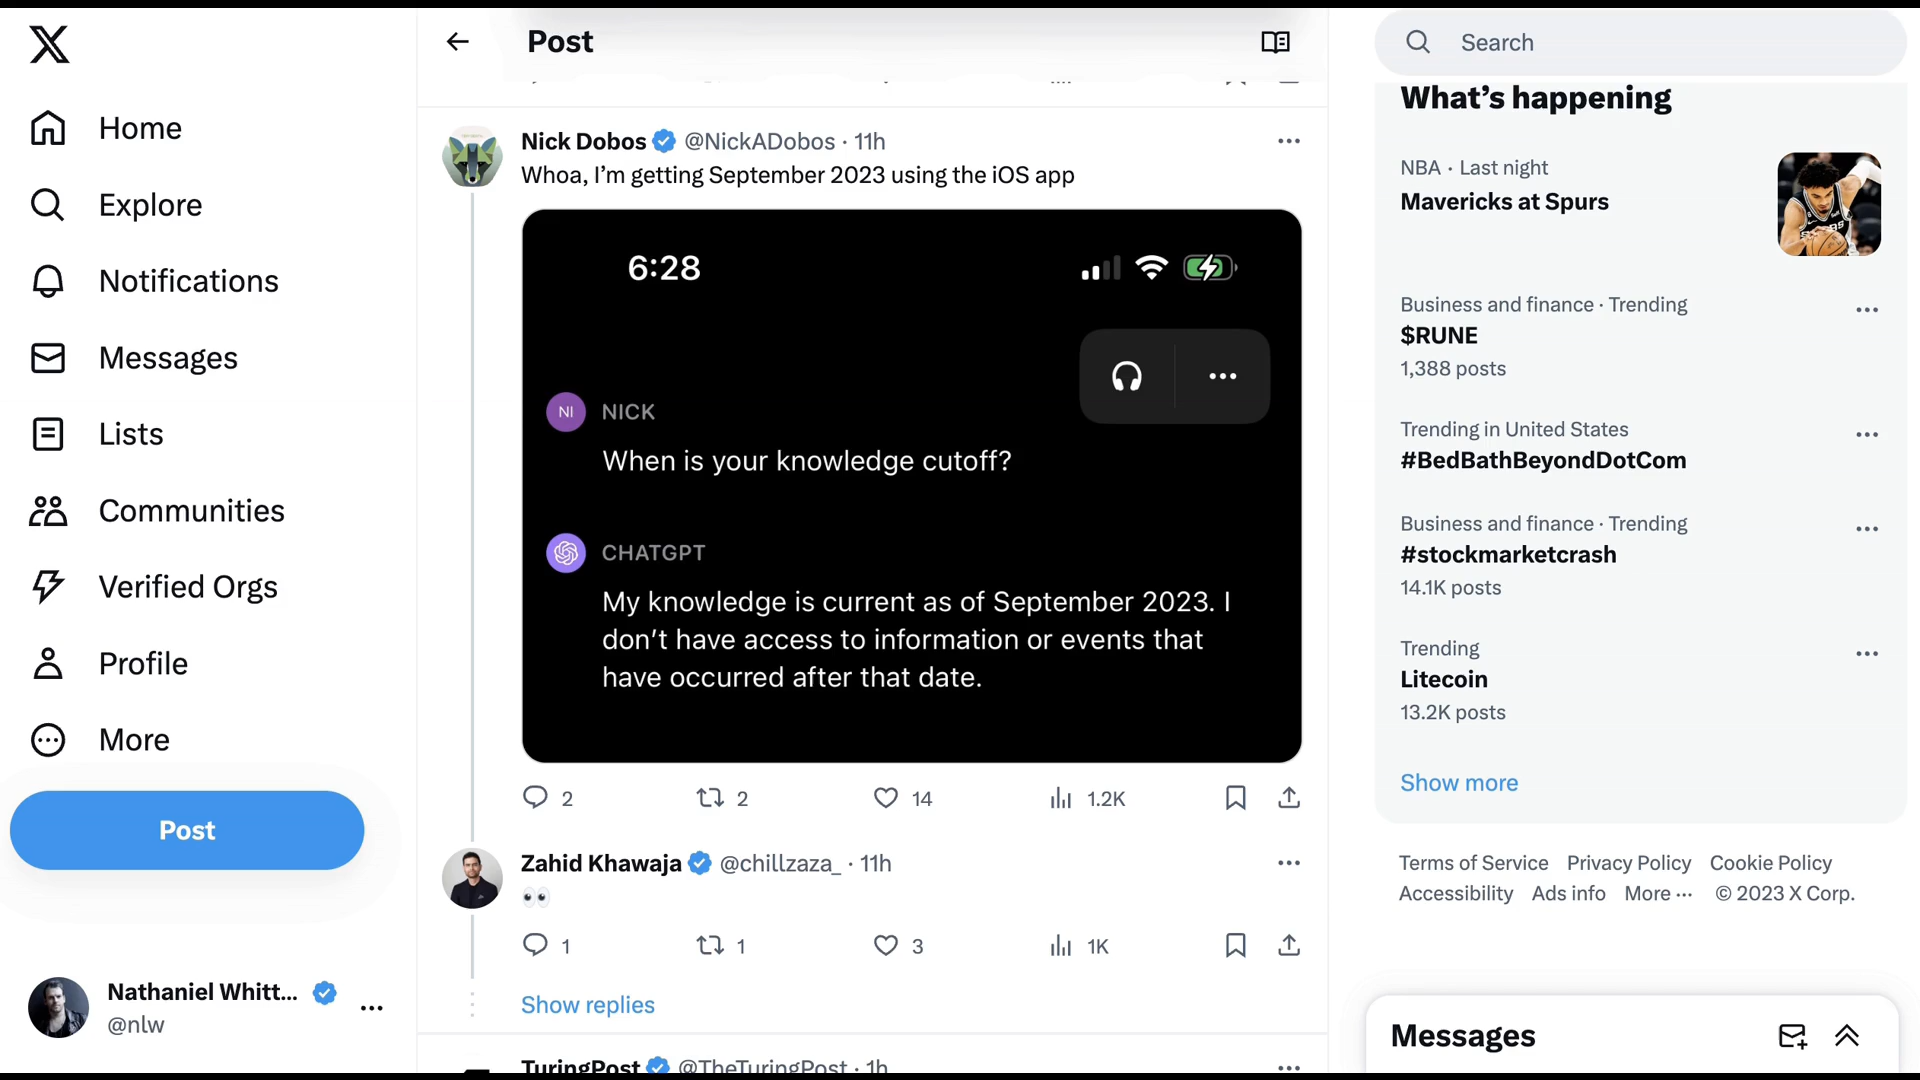 Home
Explore
Notifications
Messages
Lists
Communities
Verified Orgs
Profile
More
Post
Nathaniel Whitt...
@nlw
Post
Nick Dobos @NickADobos · 11h
Whoa, I'm getting September 2023 using the iOS app
6:28
NI NICK
When is your knowledge cutoff?
CHATGPT
My knowledge is current as of September 2023. I
don't have access to information or events that
have occurred after that date.
2 2 14 1.2K
Zahid Khawaja @chillzaza_ · 11h
1 1 3 1K
Show replies
TuringPost @TheTuringPost · 1h
Search
What's happening
NBA · Last night
Mavericks at Spurs
Business and finance · Trending
$RUNE
1,388 posts
Trending in United States
#BedBathBeyondDotCom
Business and finance · Trending
#stockmarketcrash
14.1K posts
Trending
Litecoin
13.2K posts
Show more
Terms of Service Privacy Policy Cookie Policy
Accessibility Ads info More ··· © 2023 X Corp.
Messages